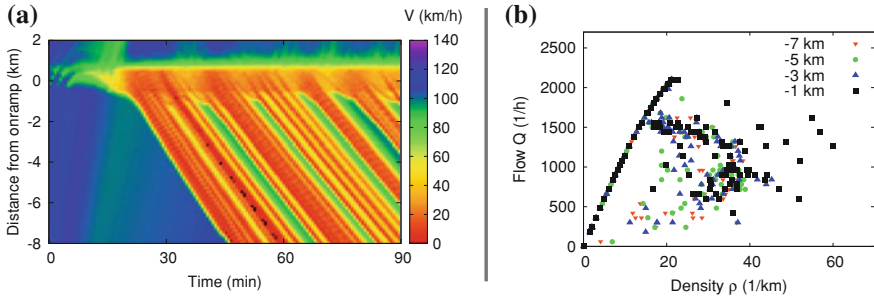 (a)
V (km/h)
2
0
-2
-4
-6
-8
Distance from onramp (km)
0
30
60
90
Time (min)
140
120
100
80
60
40
20
0
(b)
2500
2000
1500
1000
500
0
Flow Q (1/h)
-7 km
-5 km
-3 km
-1 km
0
20
40
60
Density ρ (1/km)